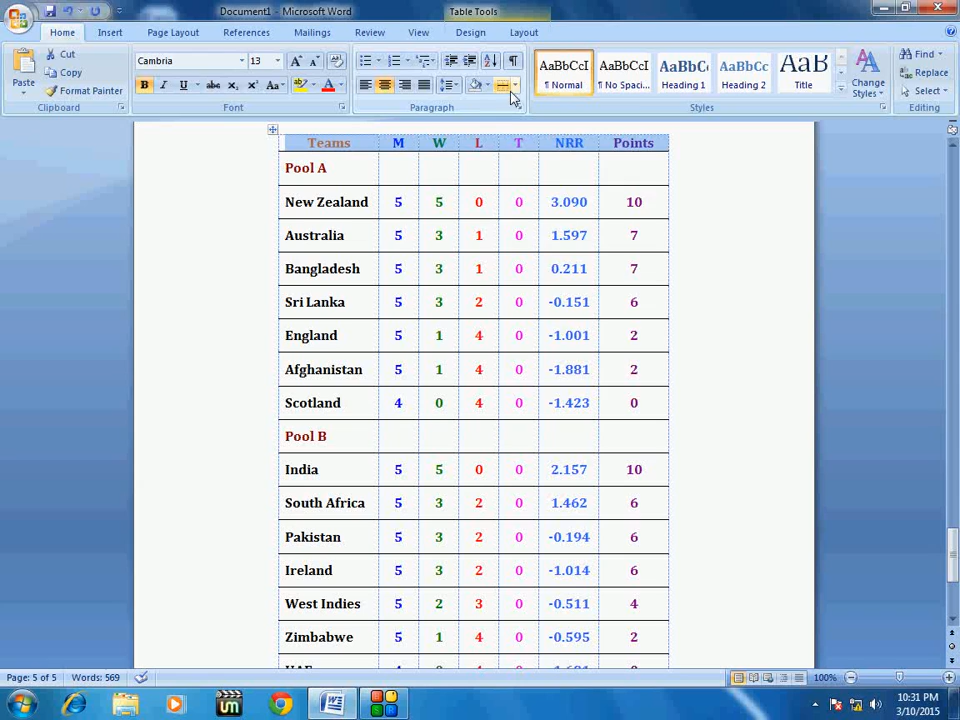 Document1 - Microsoft Word
Table Tools
Home Insert Page Layout References Mailings Review View Design Layout
Paste
Cut
Copy
Format Painter
Clipboard
Cambria 13
Font
Paragraph
AaBbCcI AaBbCcI AaBbC AaBbCc AaB
¶ Normal ¶ No Spaci... Heading 1 Heading 2 Title
Change Styles
Styles
Find
Replace
Select
Editing
Teams M W L T NRR Points
Pool A
New Zealand 5 5 0 0 3.090 10
Australia 5 3 1 0 1.597 7
Bangladesh 5 3 1 0 0.211 7
Sri Lanka 5 3 2 0 -0.151 6
England 5 1 4 0 -1.001 2
Afghanistan 5 1 4 0 -1.881 2
Scotland 4 0 4 0 -1.423 0
Pool B
India 5 5 0 0 2.157 10
South Africa 5 3 2 0 1.462 6
Pakistan 5 3 2 0 -0.194 6
Ireland 5 3 2 0 -1.014 6
West Indies 5 2 3 0 -0.511 4
Zimbabwe 5 1 4 0 -0.595 2
Page: 5 of 5 Words: 569 100%
10:31 PM
3/10/2015